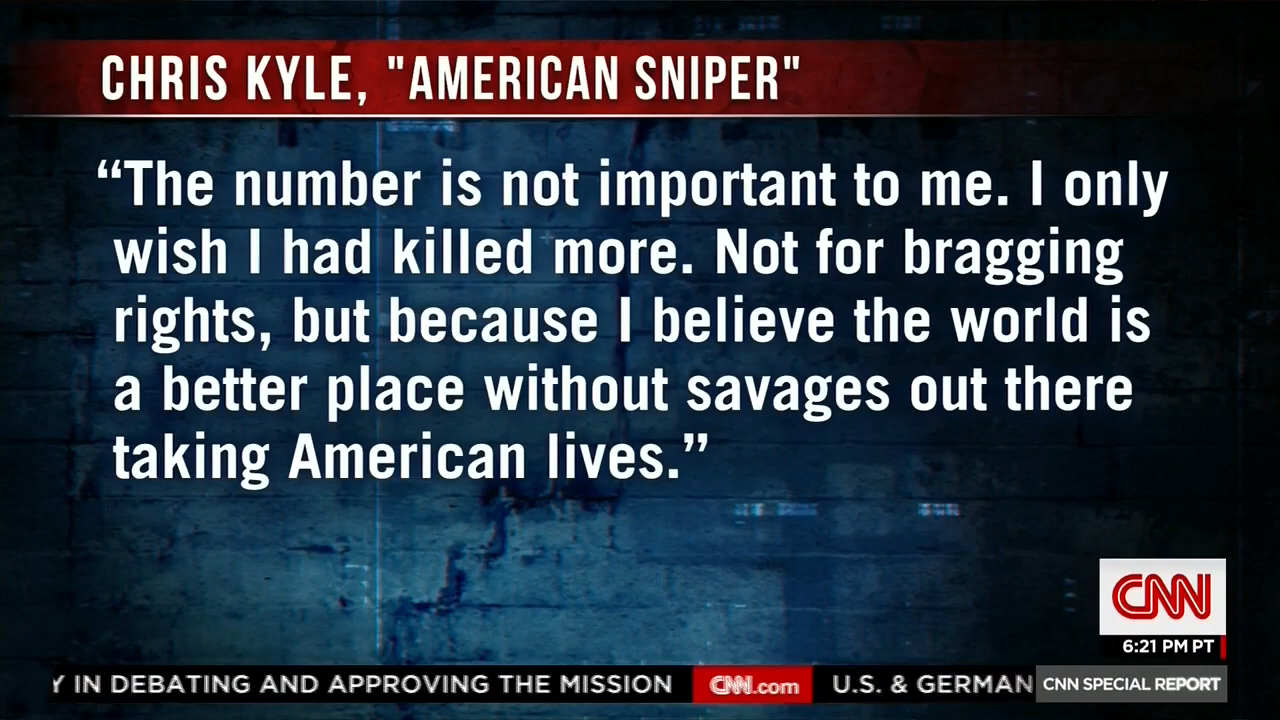 CHRIS KYLE, "AMERICAN SNIPER"
“The number is not important to me. I only
wish I had killed more. Not for bragging
rights, but because I believe the world is
a better place without savages out there
taking American lives.”
CNN
6:21 PM PT
Y IN DEBATING AND APPROVING THE MISSION CNN.com U.S. & GERMAN
CNN SPECIAL REPORT